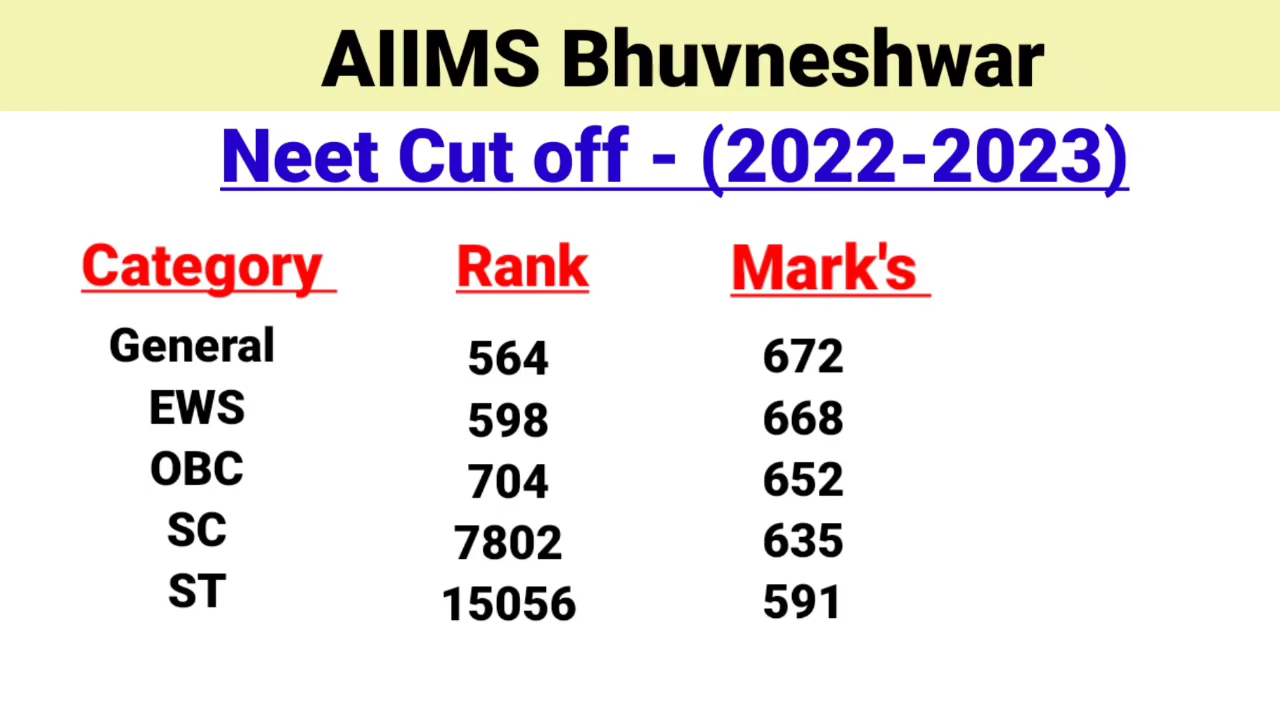 AIIMS Bhuvneshwar
Neet Cut off - (2022-2023)
Category Rank Mark's
General 564 672
EWS 598 668
OBC 704 652
SC 7802 635
ST 15056 591